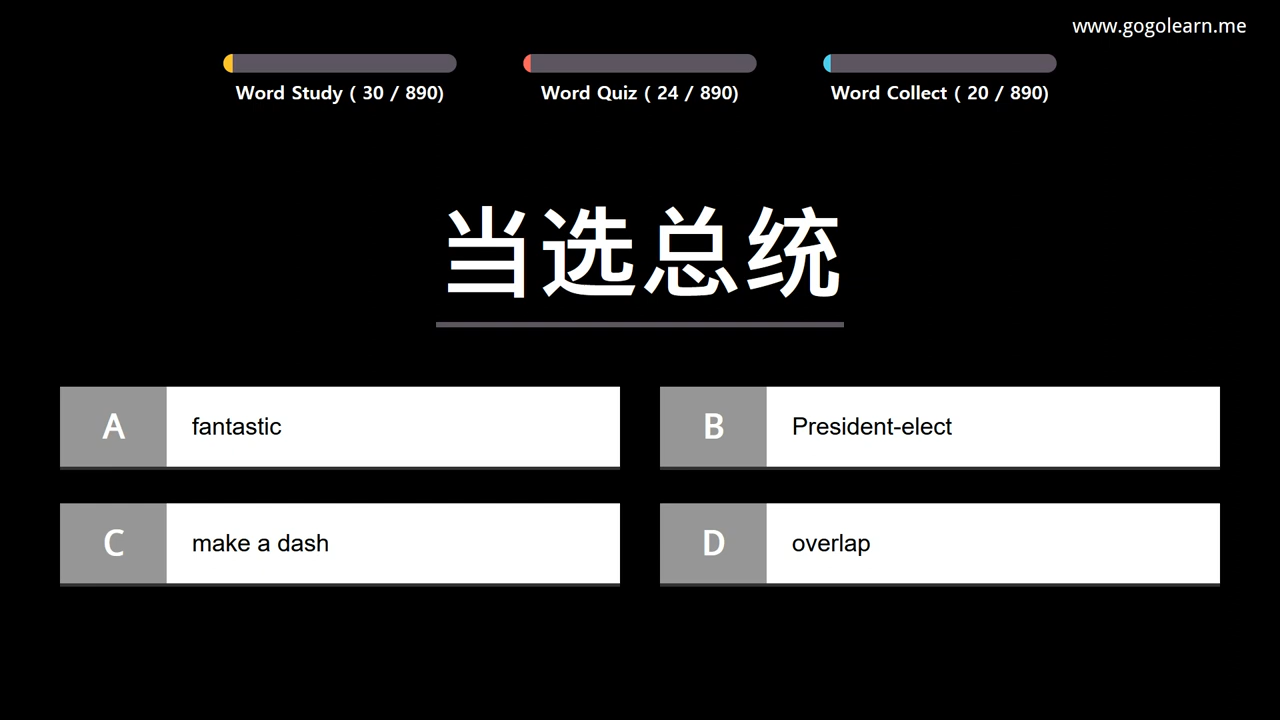 www.gogolearn.me
Word Study ( 30 / 890)
Word Quiz ( 24 / 890)
Word Collect ( 20 / 890)
当选总统
A
fantastic
B
President-elect
C
make a dash
D
overlap